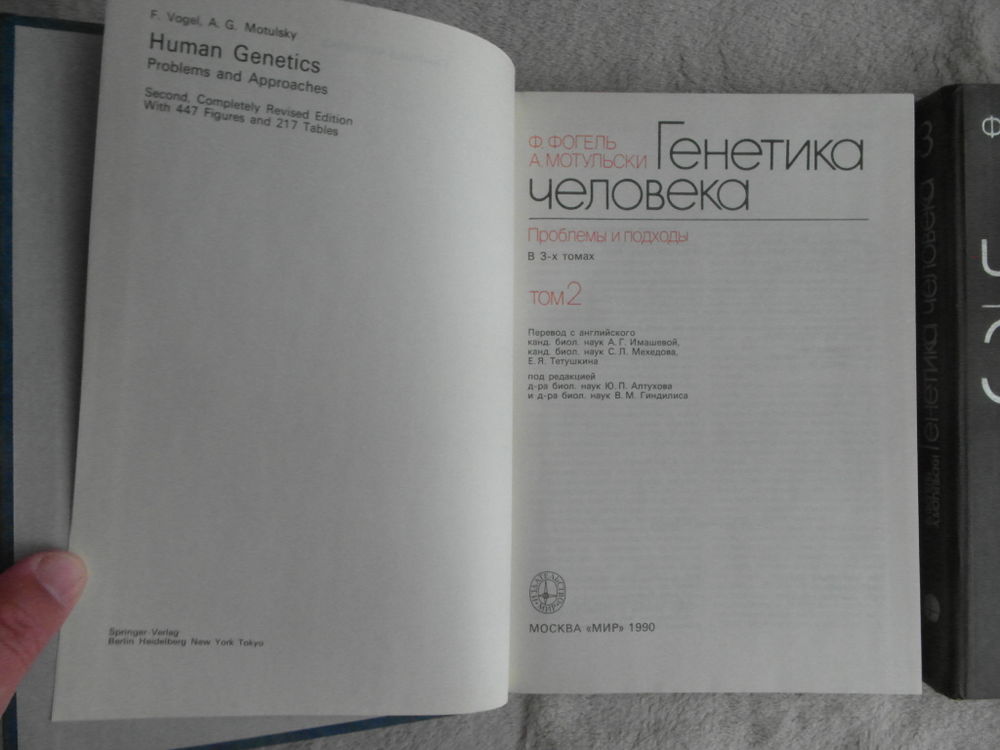 F. Vogel, A. G. Motulsky
Human Genetics
Problems and Approaches
Second, Completely Revised Edition
With 447 Figures and 217 Tables
Springer-Verlag
Berlin Heidelberg New York Tokyo
Ф. ФОГЕЛЬ
А. МОТУЛЬСКИ
Генетика
человека
Проблемы и подходы
В 3-х томах
том 2
Перевод с английского
канд. биол. наук А. Г. Имашевой,
канд. биол. наук С. Л. Мехедова,
Е. Я. Тетушкина
под редакцией
д-ра биол. наук Ю. П. Алтухова
и д-ра биол. наук В. М. Гиндилиса
ИЗДАТЕЛЬСТВО МИР
МОСКВА «МИР» 1990
Генетика человека 3
Ф